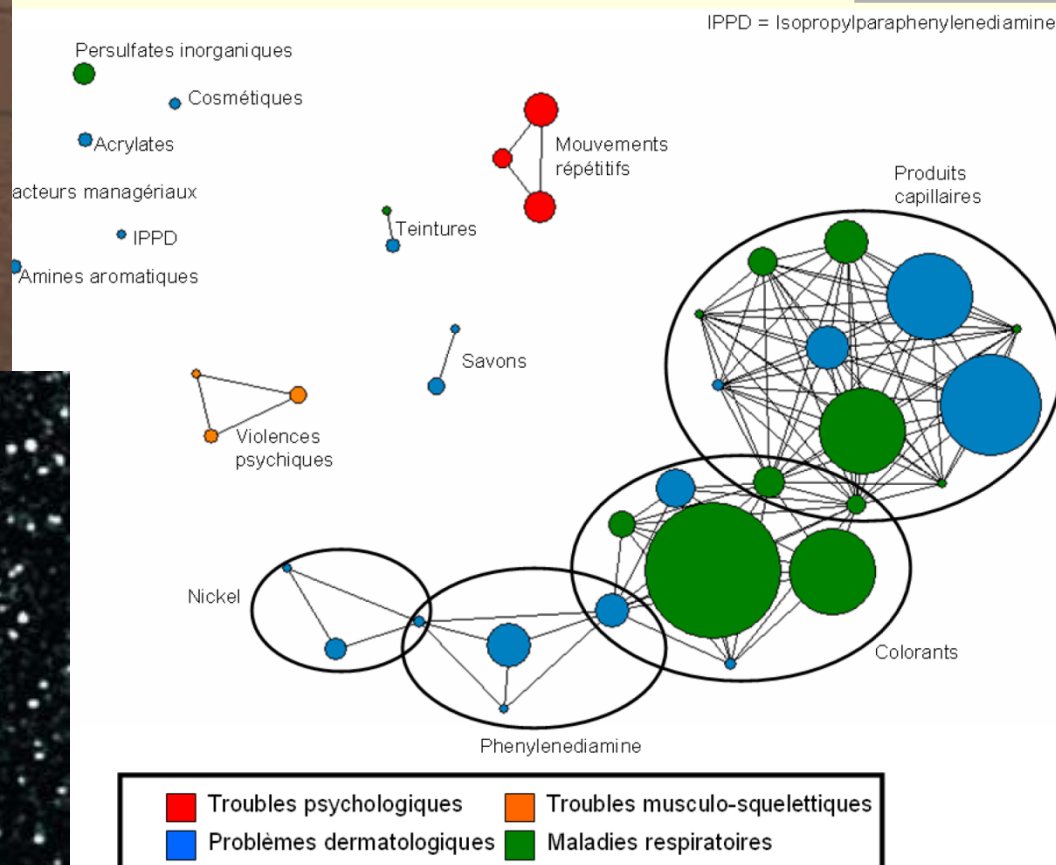 IPPD = Isopropylparaphenylenediamine
Persulfates inorganiques
Cosmétiques
Acrylates
Mouvements
répétitifs
Produits
capillaires
acteurs managériaux
Teintures
IPPD
Amines aromatiques
Savons
Violences
psychiques
Nickel
Colorants
Phenylenediamine
Troubles psychologiques
Troubles musculo-squelettiques
Problèmes dermatologiques
Maladies respiratoires